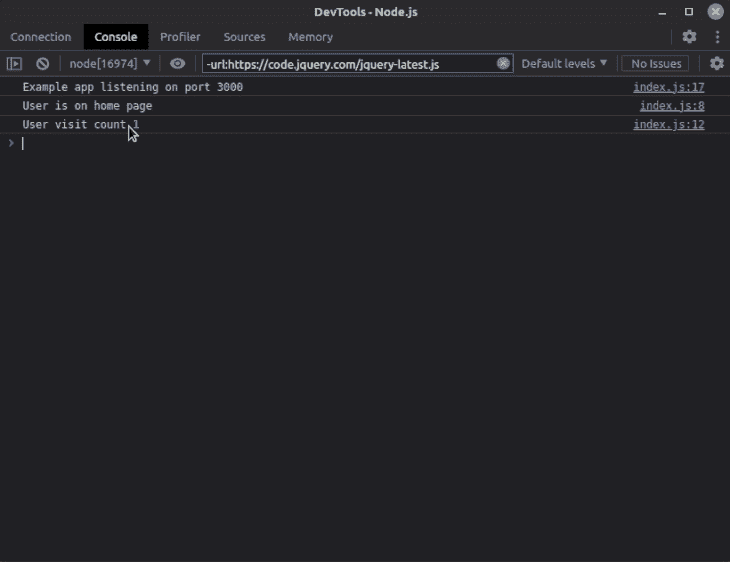 DevTools - Node.js
Connection Console Profiler Sources Memory
node[16974] -url:https://code.jquery.com/jquery-latest.js Default levels No Issues
Example app listening on port 3000 index.js:17
User is on home page index.js:8
User visit count 1 index.js:12